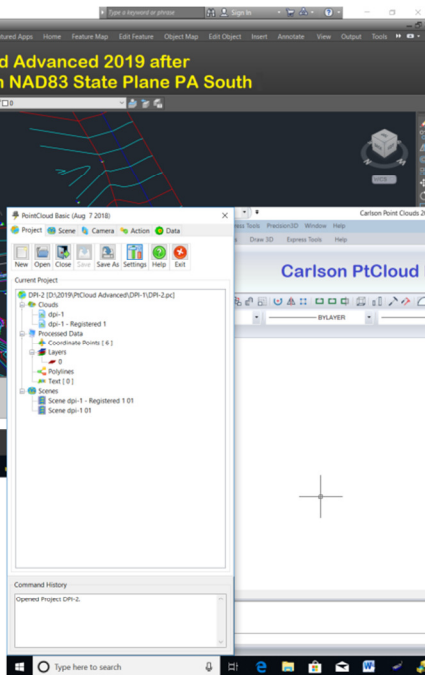 Type a keyword or phrase
Sign In
tured Apps Home Feature Map Edit Feature Object Map Edit Object Insert Annotate View Output Tools
d Advanced 2019 after
n NAD83 State Plane PA South
0
WCS
PointCloud Basic (Aug 7 2018)
Carlson Point Clouds 20
Project Scene Camera Action Data
ess Tools Precision3D Window Help
s Draw 3D Express Tools Help
New Open Close Save Save As Settings Help Exit
Carlson PtCloud
Current Project
DPI-2 [D:\2019\PtCloud Advanced\DPI-1\DPI-2.pc]
Clouds
dpi-1
dpi-1 - Registered 1
BYLAYER
Processed Data
Coordinate Points [ 6 ]
Layers
0
Polylines
Text [ 0 ]
Scenes
Scene dpi-1 - Registered 1 01
Scene dpi-1 01
Command History
Opened Project DPI-2.
Type here to search